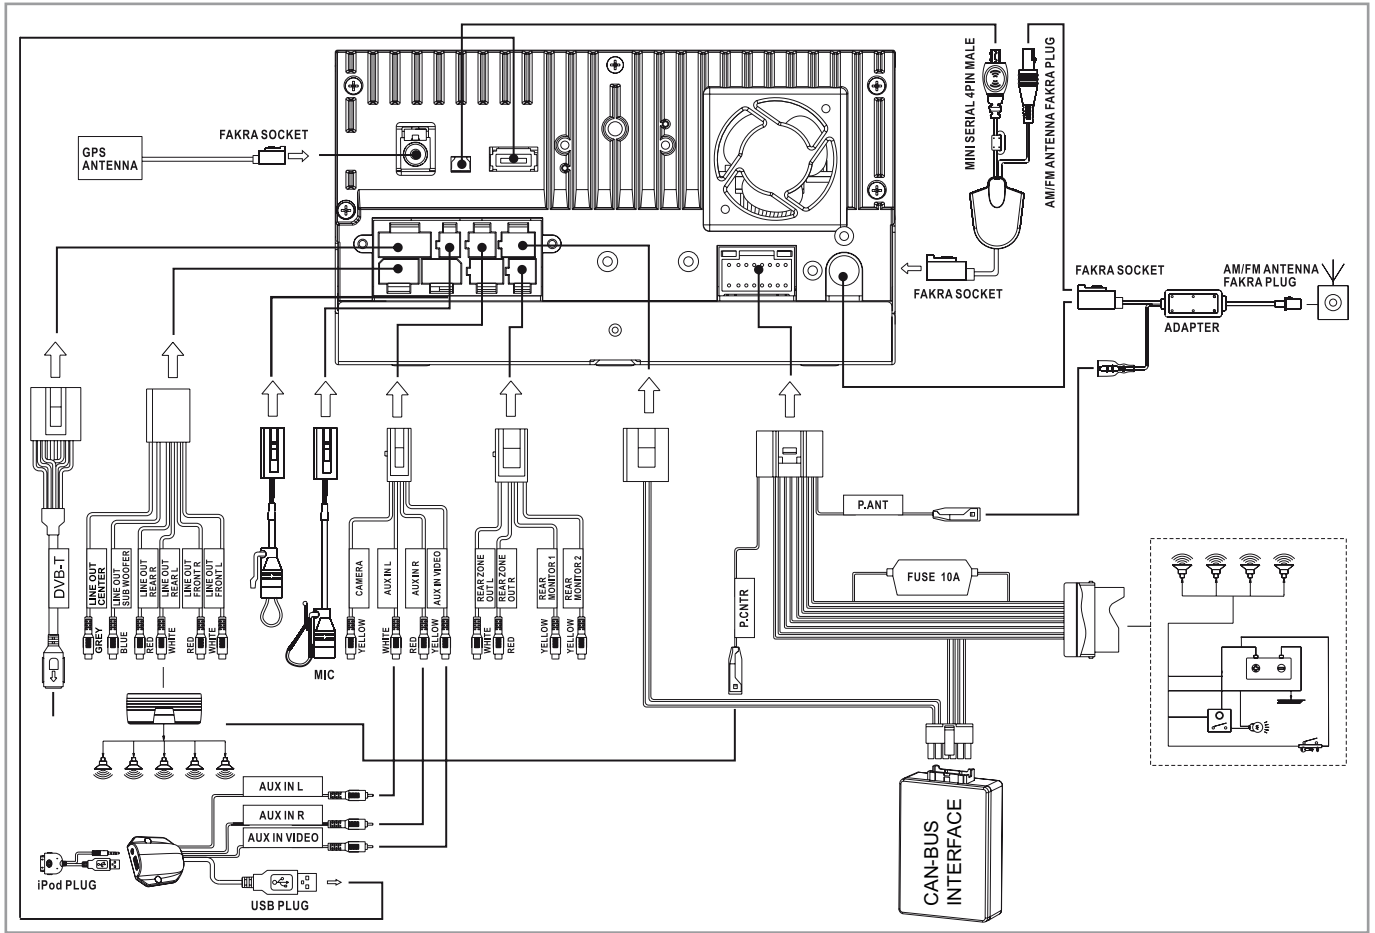 MINI SERIAL 4PIN MALE
AM/FM ANTENNA FAKRA PLUG
FAKRA SOCKET
GPS
ANTENNA
FAKRA SOCKET
FAKRA SOCKET
AM/FM ANTENNA
FAKRA PLUG
ADAPTER
P.ANT
FUSE 10A
P.CNTR
DVB-T
LINE OUT
CENTER
LINE OUT
SUB WOOFER
LINE OUT
REAR R
LINE OUT
REAR L
LINE OUT
FRONT R
LINE OUT
FRONT L
CAMERA
AUX IN L
AUX IN R
AUX IN VIDEO
REAR ZONE
OUT L
REAR ZONE
OUT R
REAR
MONITOR 1
REAR
MONITOR 2
GREY
BLUE
RED
WHITE
RED
WHITE
YELLOW
WHITE
RED
YELLOW
WHITE
RED
YELLOW
YELLOW
MIC
AUX IN L
AUX IN R
AUX IN VIDEO
iPod PLUG
USB PLUG
CAN-BUS
INTERFACE